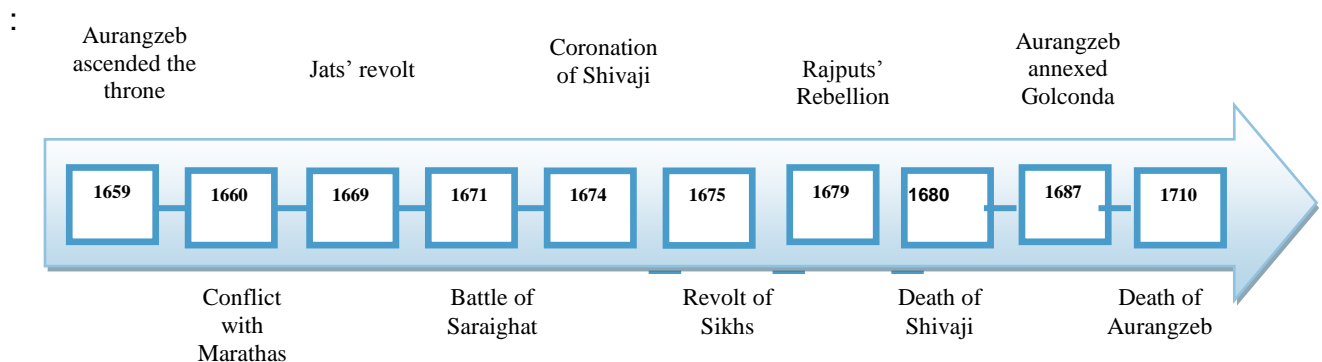 :
Aurangzeb
ascended the
throne
Jats’ revolt
Coronation
of Shivaji
Rajputs’
Rebellion
Aurangzeb
annexed
Golconda
1659
1660
1669
1671
1674
1675
1679
1680
1687
1710
Conflict
with
Marathas
Battle of
Saraighat
Revolt of
Sikhs
Death of
Shivaji
Death of
Aurangzeb